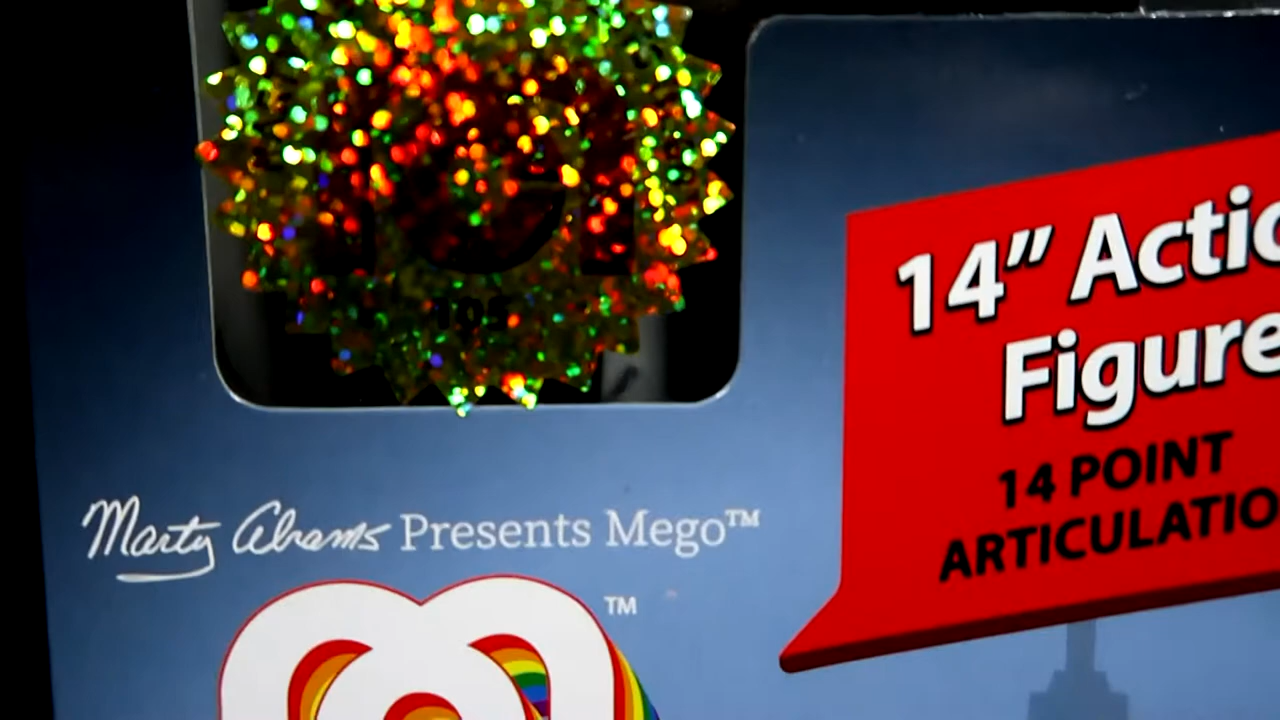 14” Actio
Figure
14 POINT
ARTICULATIO
Marty Abrams Presents Mego™
TM